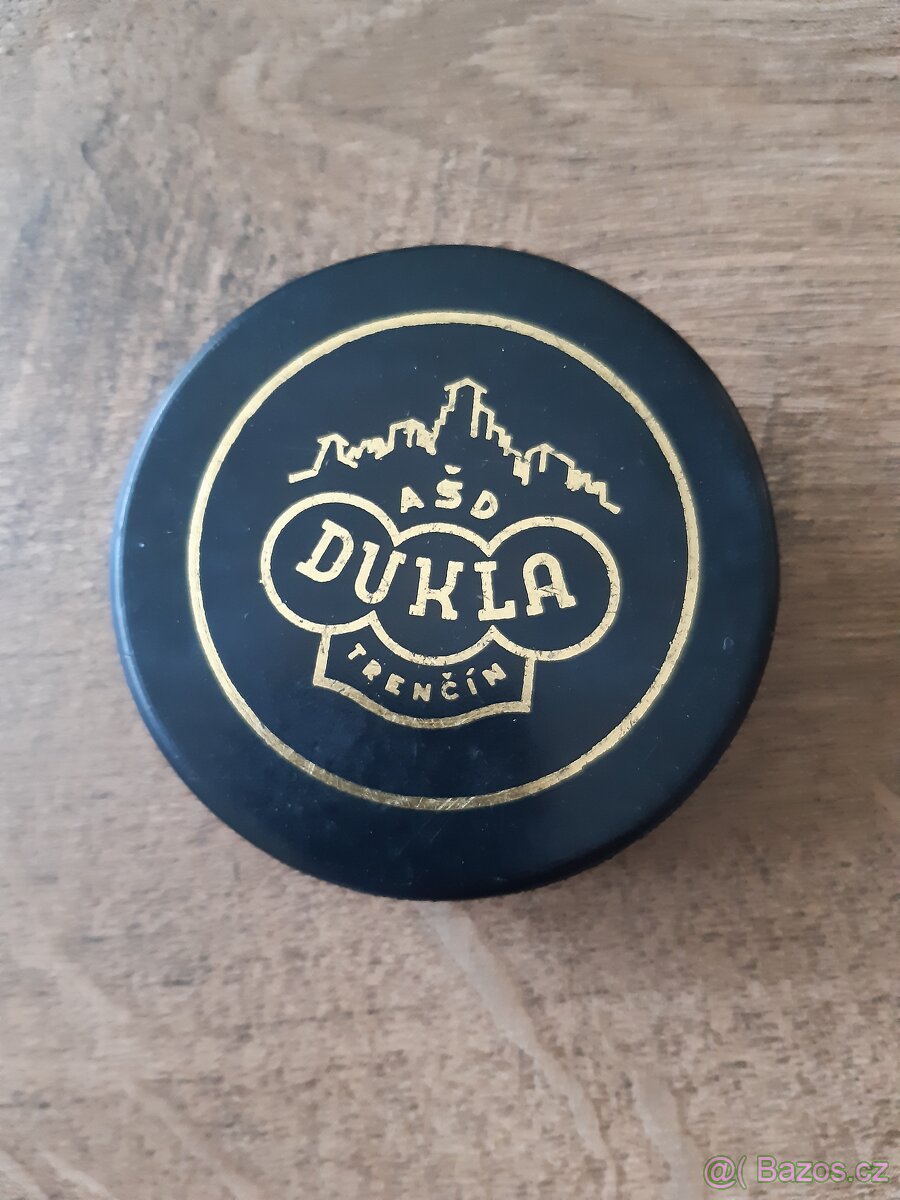 AŠD
DUKLA
TRENČÍN
@( Bazos.cz